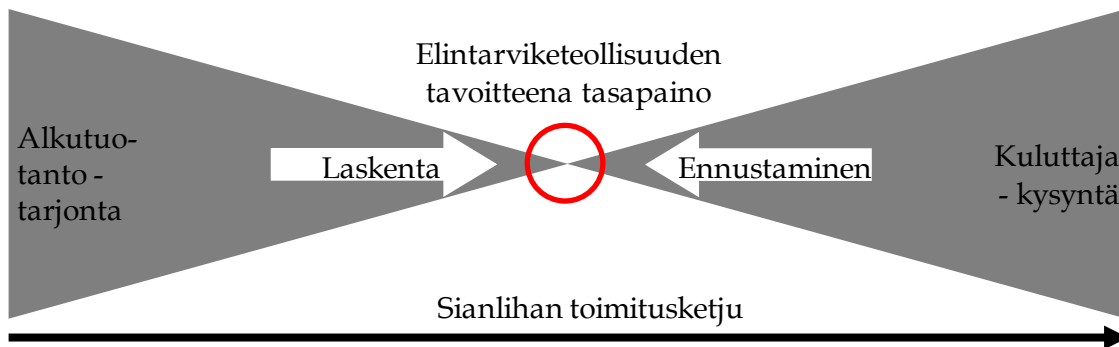 Elintarviketeollisuuden
tavoitteena tasapaino
Alkutuo-
tanto -
tarjonta
Laskenta
Ennustaminen
Kuluttaja
- kysyntä
Sianlihan toimitusketju